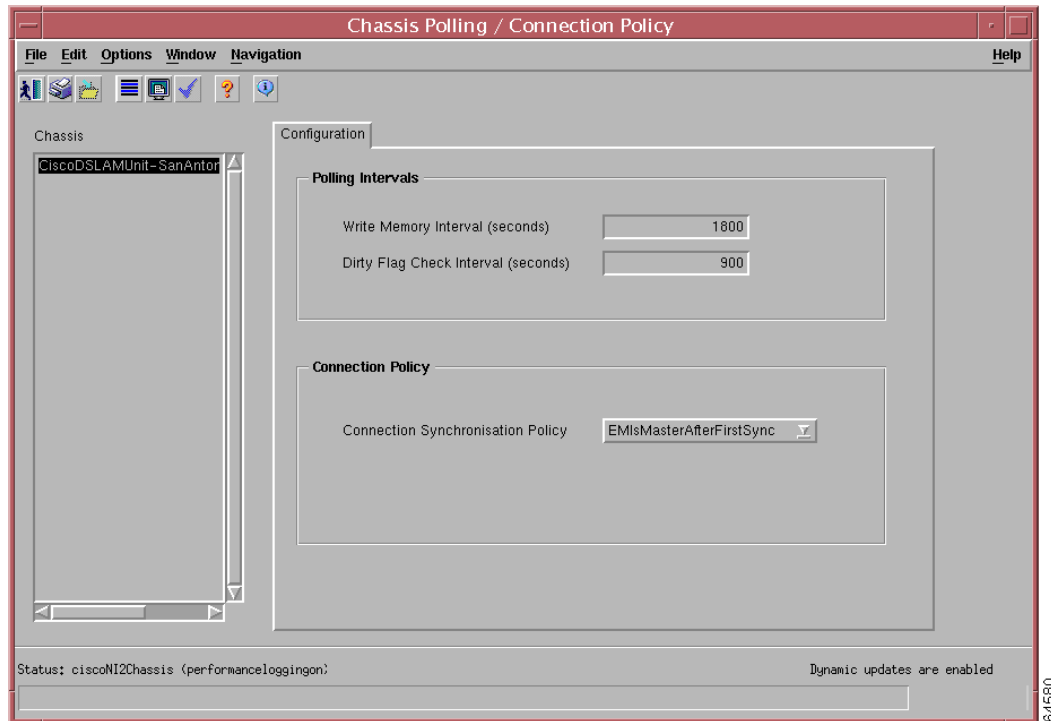 Chassis Polling / Connection Policy
File Edit Options Window Navigation Help
Chassis
Configuration
CiscoDSLAMUnit-SanAnton
Polling Intervals
Write Memory Interval (seconds) 1800
Dirty Flag Check Interval (seconds) 900
Connection Policy
Connection Synchronisation Policy EMIsMasterAfterFirstSync
Status: ciscoNI2Chassis (performanceloggingon) Dynamic updates are enabled
64580